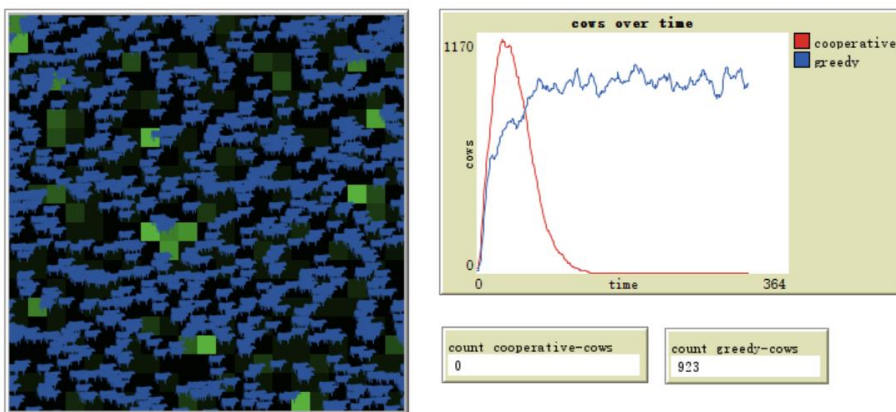 cows over time
1170
cows
0
0
time
364
cooperative
greedy
count cooperative-cows
0
count greedy-cows
923